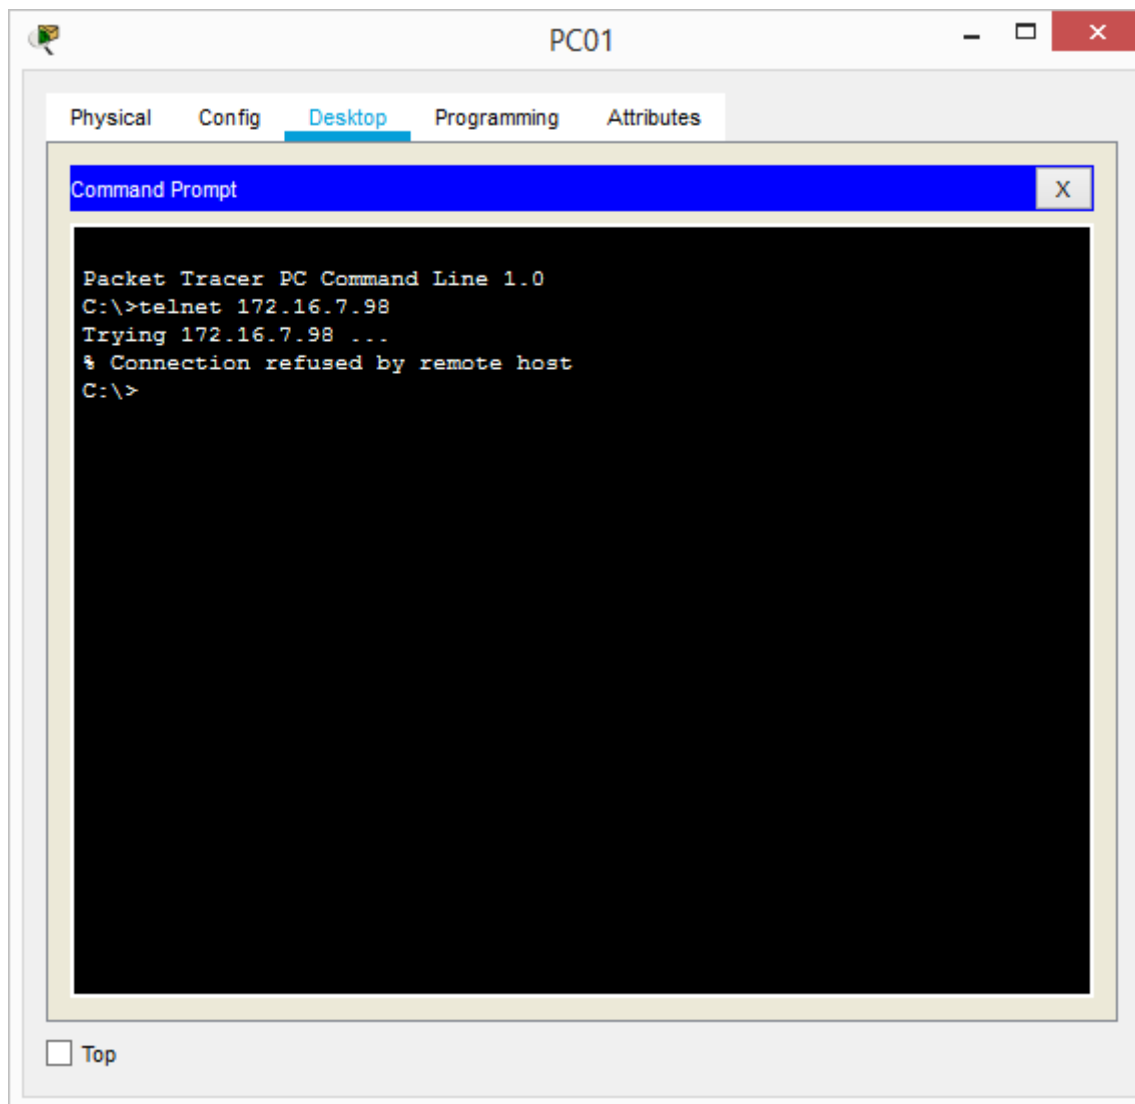 PC01
Physical Config Desktop Programming Attributes
Command Prompt X
Packet Tracer PC Command Line 1.0
C:\>telnet 172.16.7.98
Trying 172.16.7.98 ...
% Connection refused by remote host
C:\>
Top